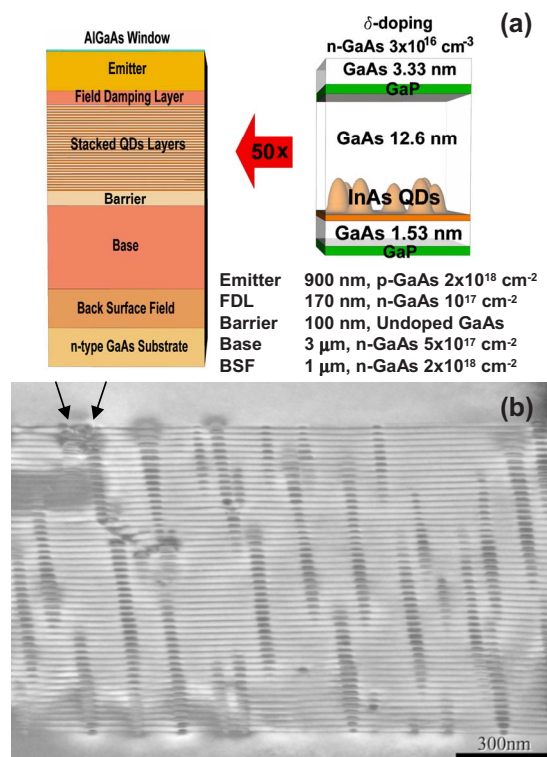 AlGaAs Window
Emitter
Field Damping Layer
Stacked QDs Layers
Barrier
Base
Back Surface Field
n-type GaAs Substrate
50x
(a)
δ-doping
n-GaAs 3x10¹⁶ cm⁻³
GaAs 3.33 nm
GaP
GaAs 12.6 nm
InAs QDs
GaAs 1.53 nm
GaP
Emitter 900 nm, p-GaAs 2x10¹⁸ cm⁻²
FDL 170 nm, n-GaAs 10¹⁷ cm⁻²
Barrier 100 nm, Undoped GaAs
Base 3 μm, n-GaAs 5x10¹⁷ cm⁻²
BSF 1 μm, n-GaAs 2x10¹⁸ cm⁻²
(b)
300nm